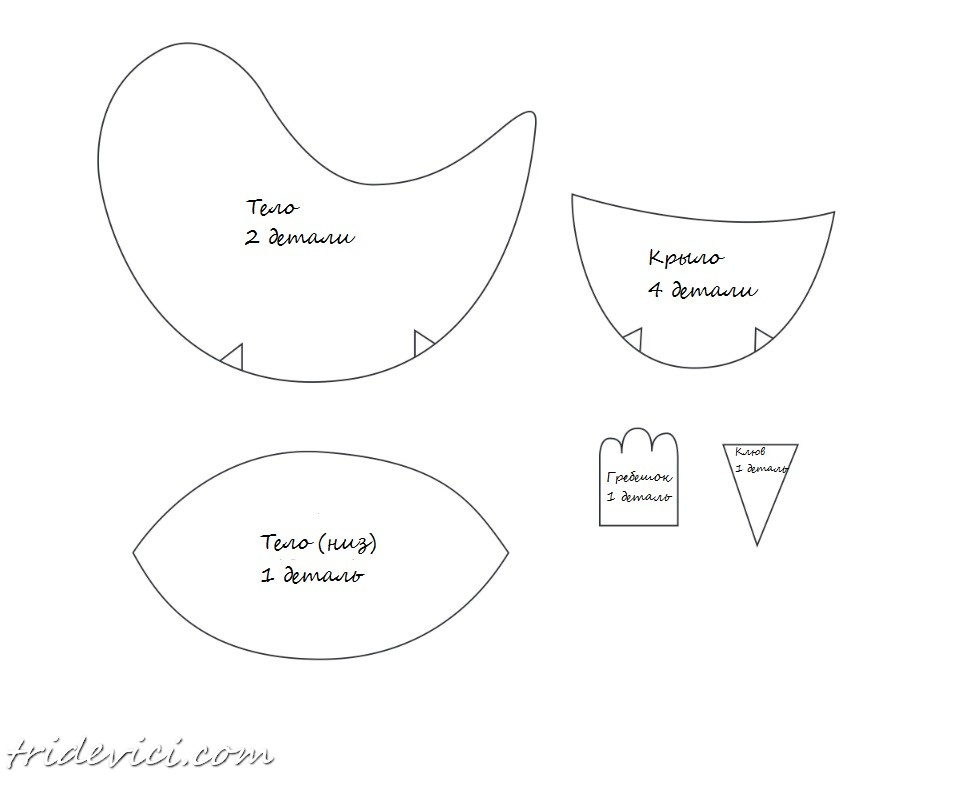 Тело
2 детали
Крыло
4 детали
Гребешок
1 деталь
Клюв
1 деталь
Тело (низ)
1 деталь
tridevici.com